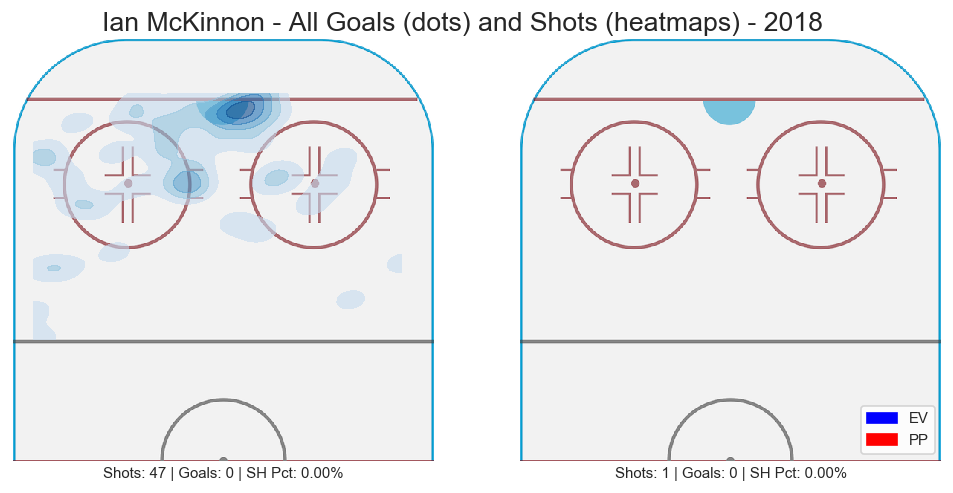 Ian McKinnon - All Goals (dots) and Shots (heatmaps) - 2018
EV
PP
Shots: 47 | Goals: 0 | SH Pct: 0.00%
Shots: 1 | Goals: 0 | SH Pct: 0.00%